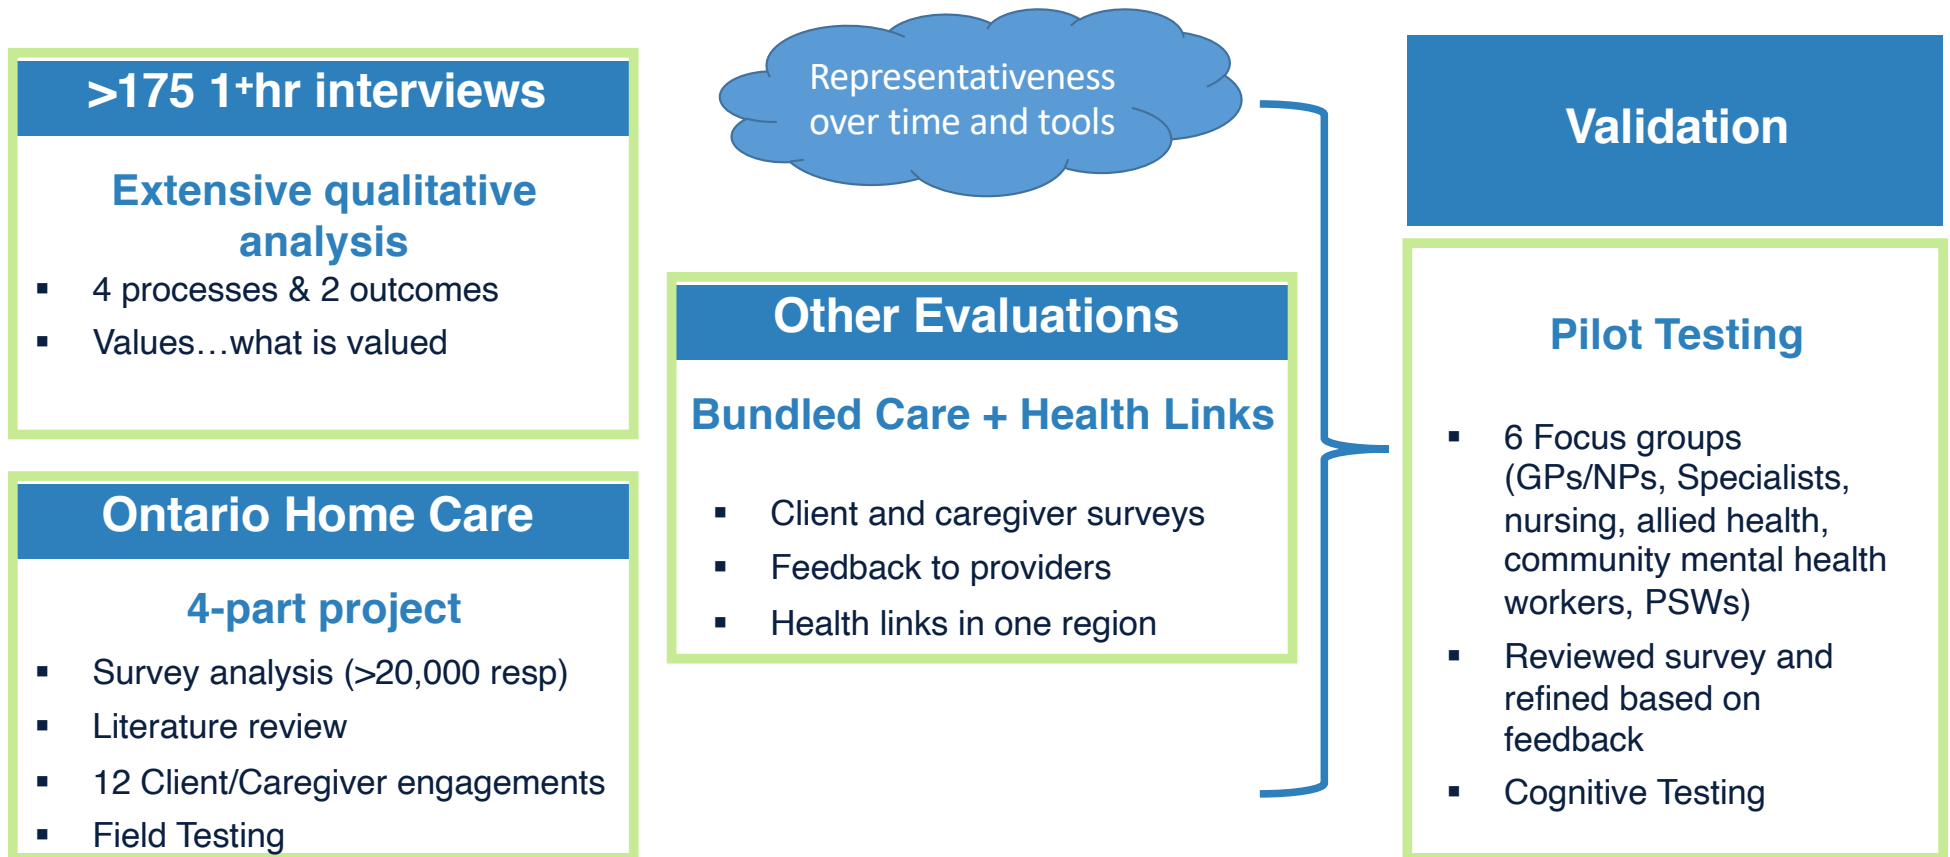 >175 1+hr interviews
Extensive qualitative
analysis
▪ 4 processes & 2 outcomes
▪ Values…what is valued
Ontario Home Care
4-part project
▪ Survey analysis (>20,000 resp)
▪ Literature review
▪ 12 Client/Caregiver engagements
▪ Field Testing
Representativeness
over time and tools
Other Evaluations
Bundled Care + Health Links
▪ Client and caregiver surveys
▪ Feedback to providers
▪ Health links in one region
Validation
Pilot Testing
▪ 6 Focus groups
(GPs/NPs, Specialists,
nursing, allied health,
community mental health
workers, PSWs)
▪ Reviewed survey and
refined based on
feedback
▪ Cognitive Testing